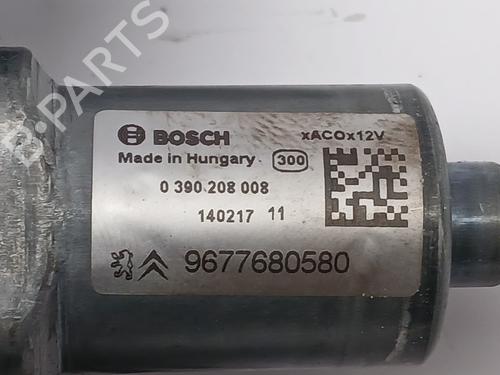 B-PARTS
BOSCH
xACOx12V
Made in Hungary 300
0 390 208 008
140217 11
9677680580